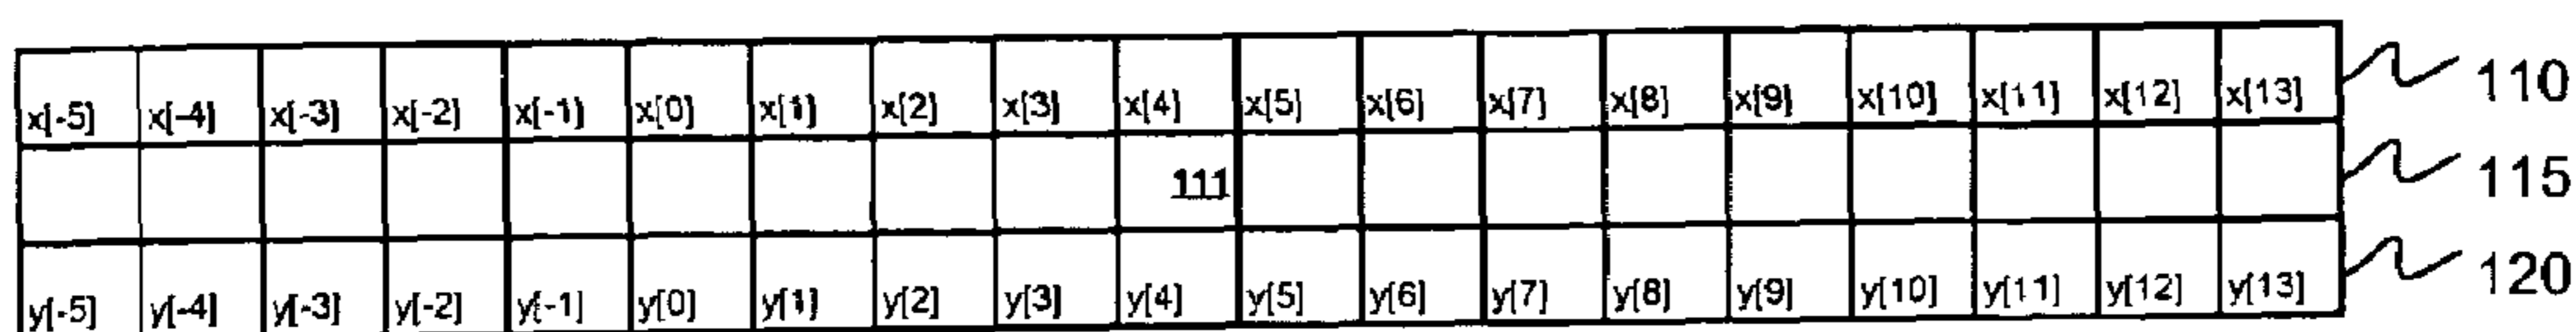 x[-5] x[-4] x[-3] x[-2] x[-1] x[0] x[1] x[2] x[3] x[4] x[5] x[6] x[7] x[8] x[9] x[10] x[11] x[12] x[13] 110
111 115
y[-5] y[-4] y[-3] y[-2] y[-1] y[0] y[1] y[2] y[3] y[4] y[5] y[6] y[7] y[8] y[9] y[10] y[11] y[12] y[13] 120